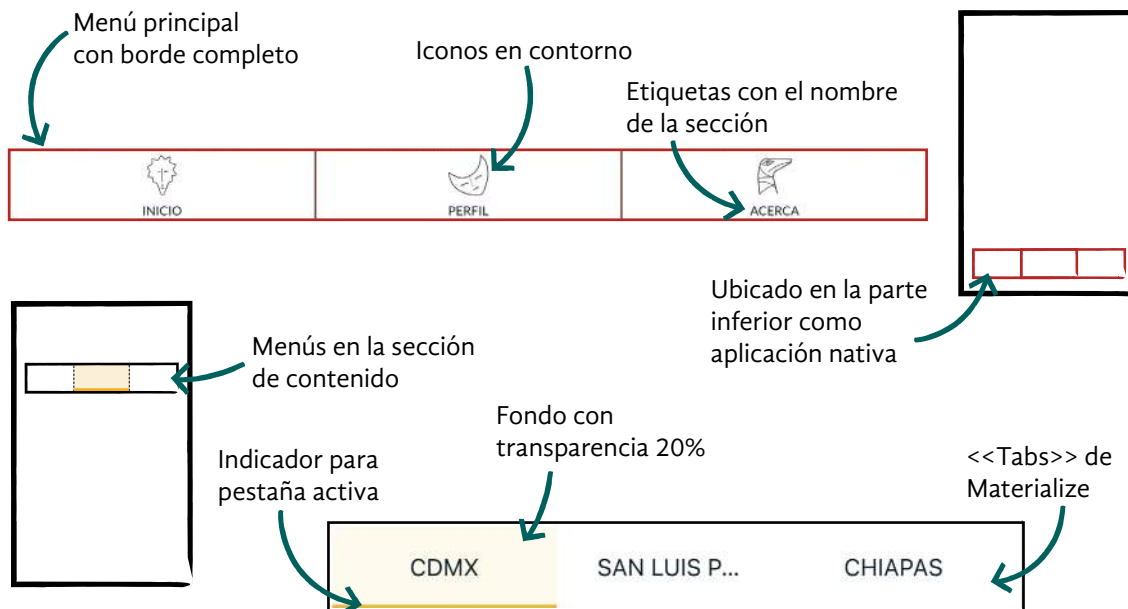 Menú principal
con borde completo
Iconos en contorno
Etiquetas con el nombre
de la sección
INICIO
PERFIL
ACERCA
Ubicado en la parte
inferior como
aplicación nativa
Menús en la sección
de contenido
Fondo con
transparencia 20%
Indicador para
pestaña activa
<<Tabs>> de
Materialize
CDMX
SAN LUIS P...
CHIAPAS